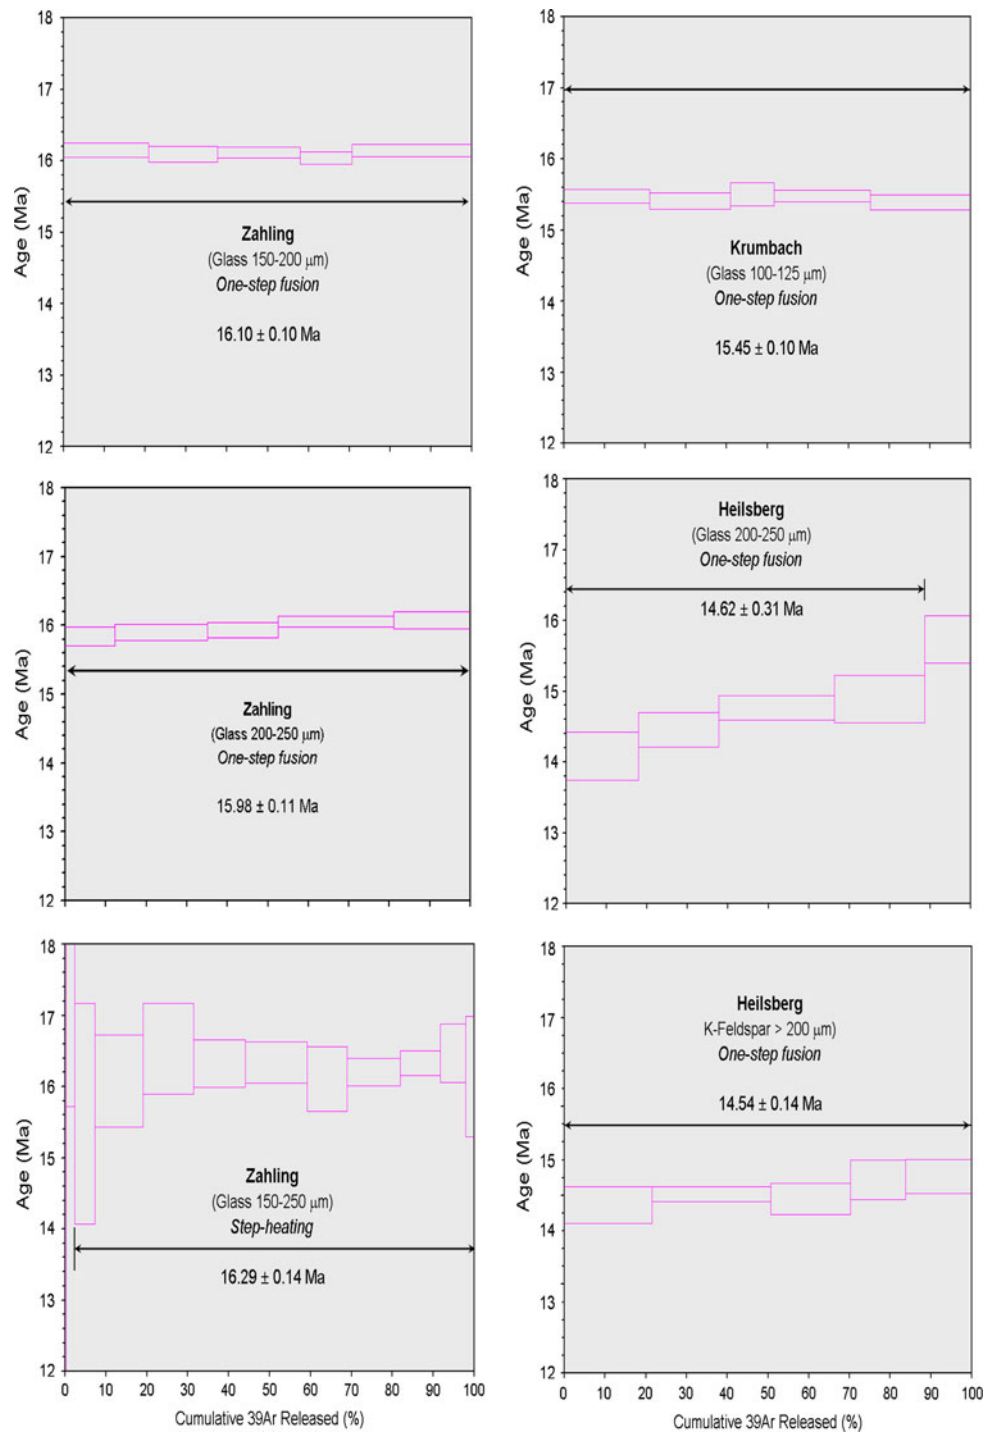 18
17
16
15
14
13
12
Age (Ma)
Zahling
(Glass 150-200 µm)
One-step fusion
16.10 ± 0.10 Ma
18
17
16
15
14
13
12
Age (Ma)
Krumbach
(Glass 100-125 µm)
One-step fusion
15.45 ± 0.10 Ma
18
17
16
15
14
13
12
Age (Ma)
Zahling
(Glass 200-250 µm)
One-step fusion
15.98 ± 0.11 Ma
18
17
16
15
14
13
12
Age (Ma)
Heilsberg
(Glass 200-250 µm)
One-step fusion
14.62 ± 0.31 Ma
18
17
16
15
14
13
12
Age (Ma)
Zahling
(Glass 150-250 µm)
Step-heating
16.29 ± 0.14 Ma
0 10 20 30 40 50 60 70 80 90 100
Cumulative 39Ar Released (%)
18
17
16
15
14
13
12
Age (Ma)
Heilsberg
K-Feldspar > 200 µm)
One-step fusion
14.54 ± 0.14 Ma
0 10 20 30 40 50 60 70 80 90 100
Cumulative 39Ar Released (%)